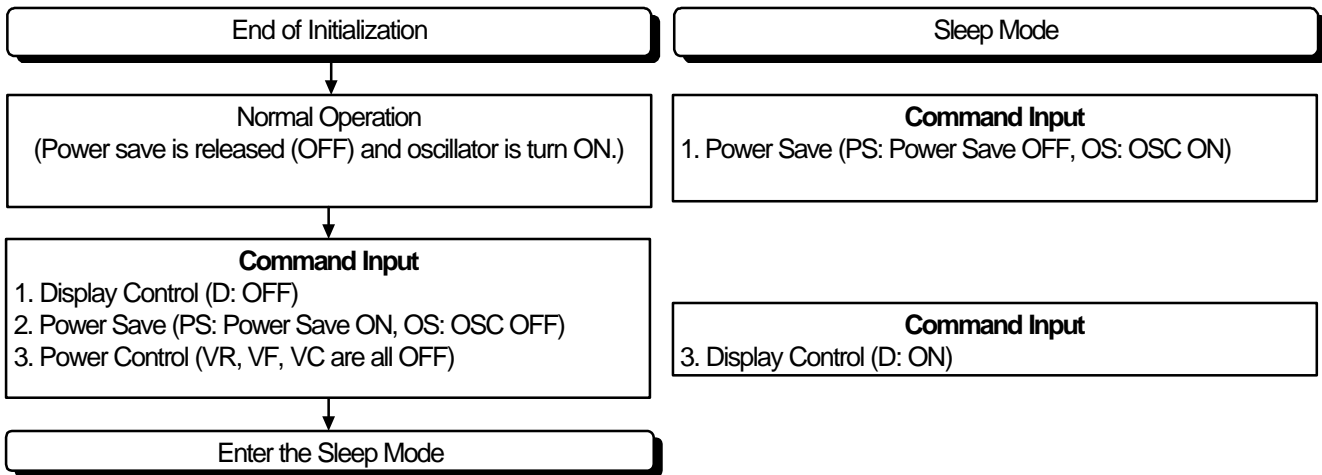 End of Initialization
Normal Operation
(Power save is released (OFF) and oscillator is turn ON.)
Command Input
1. Display Control (D: OFF)
2. Power Save (PS: Power Save ON, OS: OSC OFF)
3. Power Control (VR, VF, VC are all OFF)
Enter the Sleep Mode
Sleep Mode
Command Input
1. Power Save (PS: Power Save OFF, OS: OSC ON)
Command Input
3. Display Control (D: ON)